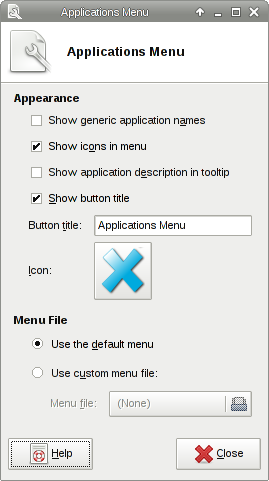 Applications Menu
Applications Menu
Appearance
Show generic application names
Show icons in menu
Show application description in tooltip
Show button title
Button title: Applications Menu
Icon:
Menu File
Use the default menu
Use custom menu file:
Menu file: (None)
Help Close